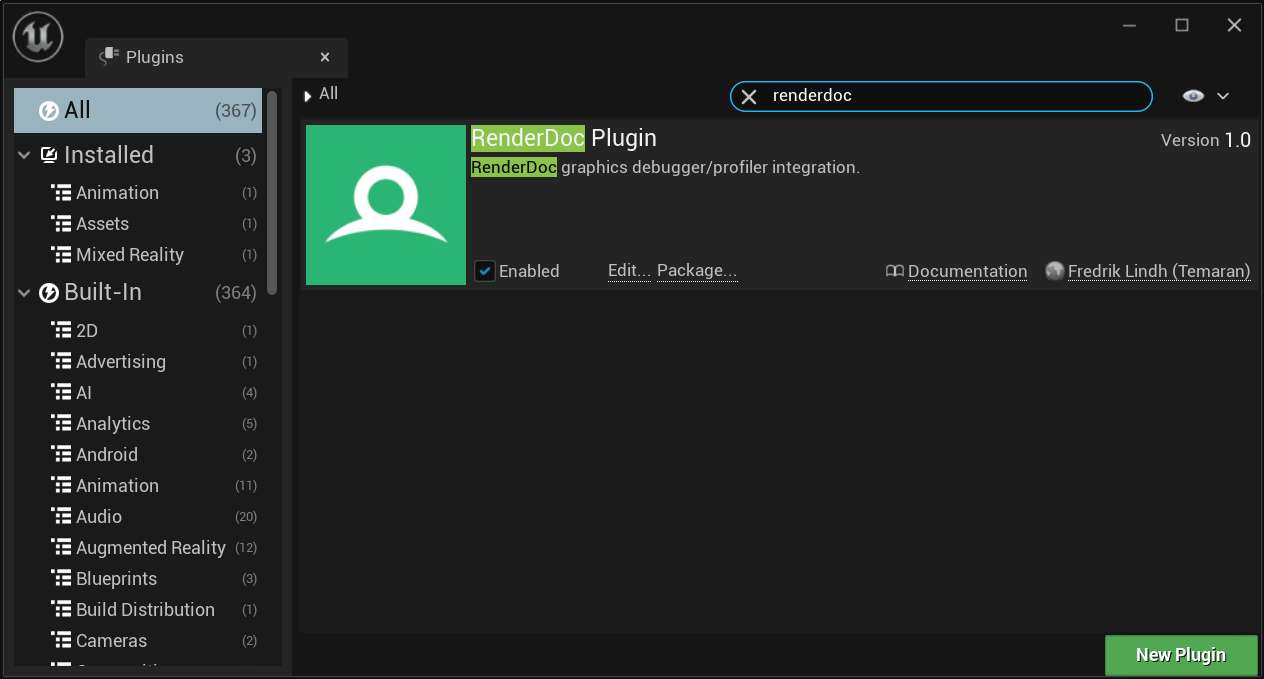 Plugins
All (367)
Installed (3)
Animation (1)
Assets (1)
Mixed Reality (1)
Built-In (364)
2D (1)
Advertising (1)
AI (4)
Analytics (5)
Android (2)
Animation (11)
Audio (20)
Augmented Reality (12)
Blueprints (3)
Build Distribution (1)
Cameras (2)
All
renderdoc
RenderDoc Plugin
Version 1.0
RenderDoc graphics debugger/profiler integration.
Enabled
Edit... Package...
Documentation
Fredrik Lindh (Temaran)
New Plugin